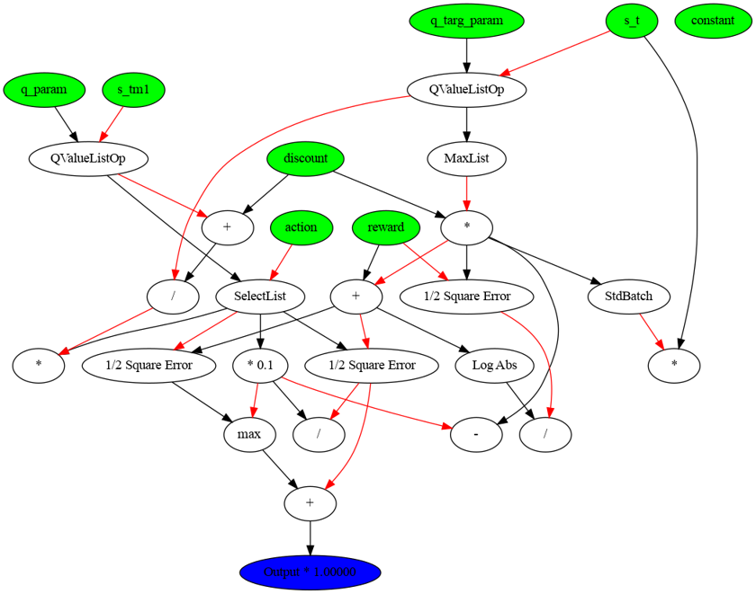 q_targ_param
s_t
constant
q_param
s_tm1
QValueListOp
QValueListOp
discount
MaxList
+
action
reward
*
/
SelectList
+
1/2 Square Error
StdBatch
*
1/2 Square Error
* 0.1
1/2 Square Error
Log Abs
*
max
/
-
/
+
Output * 1.00000